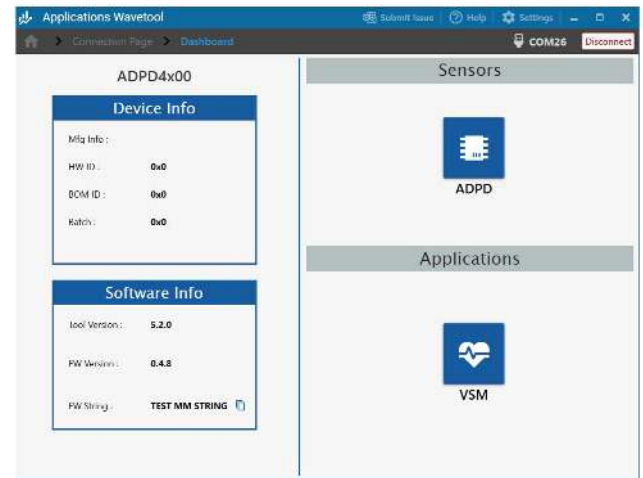 Applications Wavetool
Submit Issue
Help
Settings
Connection Page
Dashboard
COM26
Disconnect
ADPD4x00
Device Info
Mfg Info :
HW ID :
0x0
BOM ID :
0x0
Batch :
0x0
Software Info
Tool Version :
5.2.0
FW Version :
0.4.8
FW String :
TEST MM STRING
Sensors
ADPD
Applications
VSM